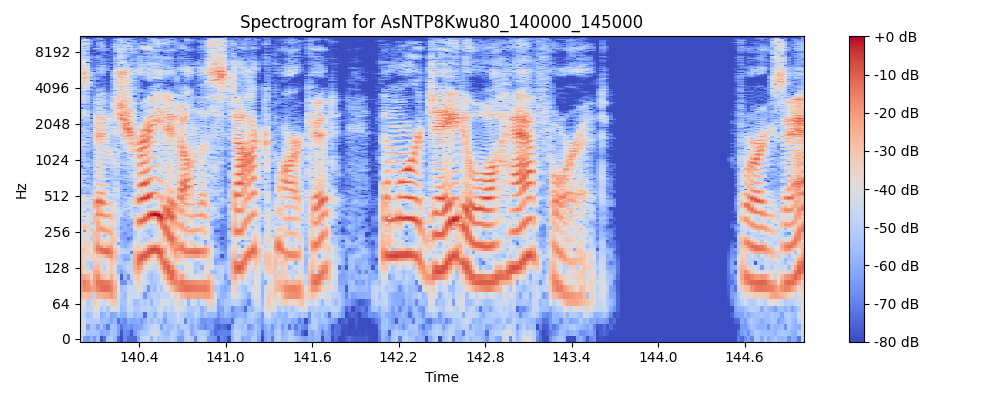 Spectrogram for AsNTP8Kwu80_140000_145000
8192
4096
2048
1024
512
256
128
64
0
Hz
140.4 141.0 141.6 142.2 142.8 143.4 144.0 144.6
Time
+0 dB
-10 dB
-20 dB
-30 dB
-40 dB
-50 dB
-60 dB
-70 dB
-80 dB